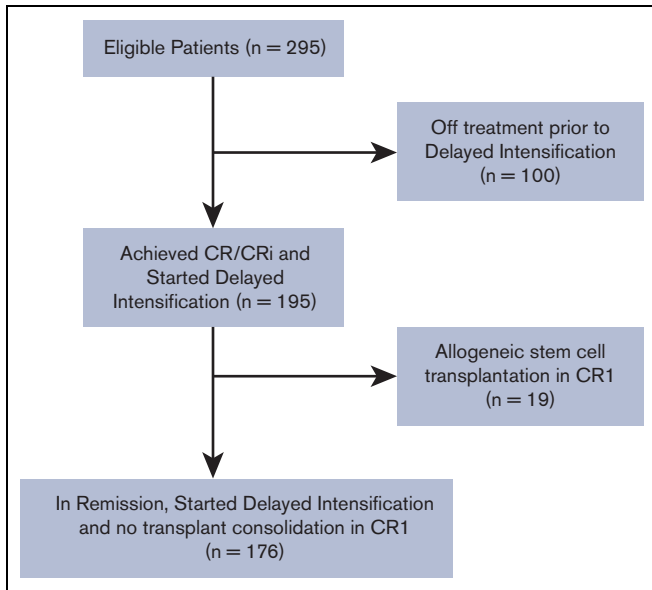 Eligible Patients (n = 295)
Off treatment prior to
Delayed Intensification
(n = 100)
Achieved CR/CRi and
Started Delayed
Intensification (n = 195)
Allogeneic stem cell
transplantation in CR1
(n = 19)
In Remission, Started Delayed Intensification
and no transplant consolidation in CR1
(n = 176)